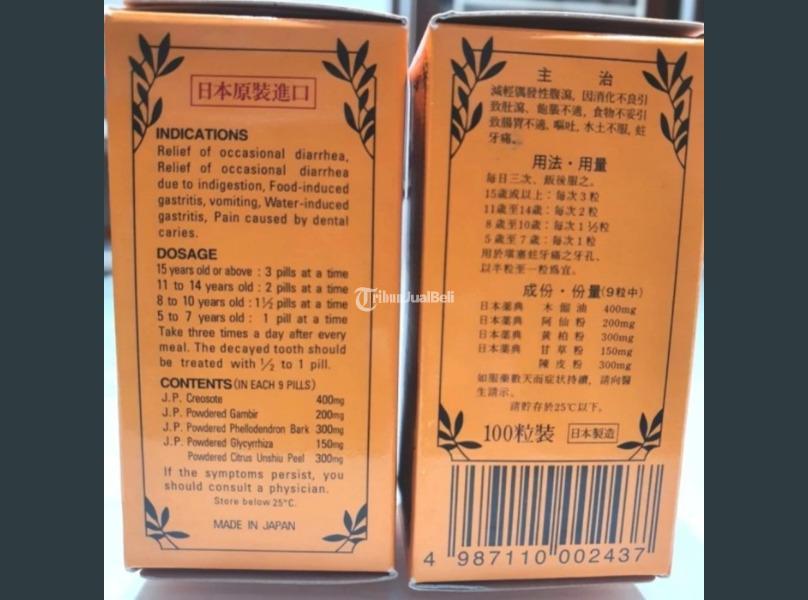 日本原裝進口
INDICATIONS
Relief of occasional diarrhea,
Relief of occasional diarrhea
due to indigestion, Food-induced
gastritis, vomiting, Water-induced
gastritis, Pain caused by dental
caries.
DOSAGE
15 years old or above : 3 pills at a time
11 to 14 years old : 2 pills at a time
8 to 10 years old : 1½ pills at a time
5 to 7 years old : 1 pill at a time
Take three times a day after every
meal. The decayed tooth should
be treated with ½ to 1 pill.
CONTENTS (IN EACH 9 PILLS)
J.P. Creosote 400mg
J.P. Powdered Gambir 200mg
J.P. Powdered Phellodendron Bark 300mg
J.P. Powdered Glycyrrhiza 150mg
Powdered Citrus Unshiu Peel 300mg
If the symptoms persist, you
should consult a physician.
Store below 25°C.
MADE IN JAPAN
TribunJualBeli
主 治
減輕偶發性腹瀉, 因消化不良引
致肚瀉、飽脹不適, 食物不妥引
致腸胃不適, 嘔吐, 水土不服, 蛀
牙痛。
用法・用量
每日三次、飯後服之。
15歲或以上：每次3粒
11歲至14歲：每次2粒
8歲至10歲：每次1½粒
5歲至7歲：每次1粒
用於填塞蛀牙痛之牙孔、
以半粒至一粒為宜。
成份・份量(9粒中)
日本薬典 木餾油 400mg
日本薬典 阿仙粉 200mg
日本薬典 黄柏粉 300mg
日本薬典 甘草粉 150mg
陳皮粉 300mg
如服藥數天而症狀持續，請向醫
生請示。
請貯存於25℃以下。
100粒裝 日本製造
4 987110 002437